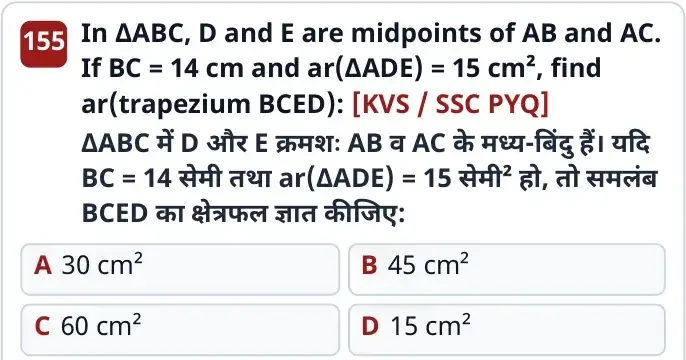 155 In ΔABC, D and E are midpoints of AB and AC.
If BC = 14 cm and ar(ΔADE) = 15 cm², find
ar(trapezium BCED): [KVS / SSC PYQ]
ΔABC में D और E क्रमशः AB व AC के मध्य-बिंदु हैं। यदि
BC = 14 सेमी तथा ar(ΔADE) = 15 सेमी² हो, तो समलंब
BCED का क्षेत्रफल ज्ञात कीजिए:
A 30 cm²
B 45 cm²
C 60 cm²
D 15 cm²